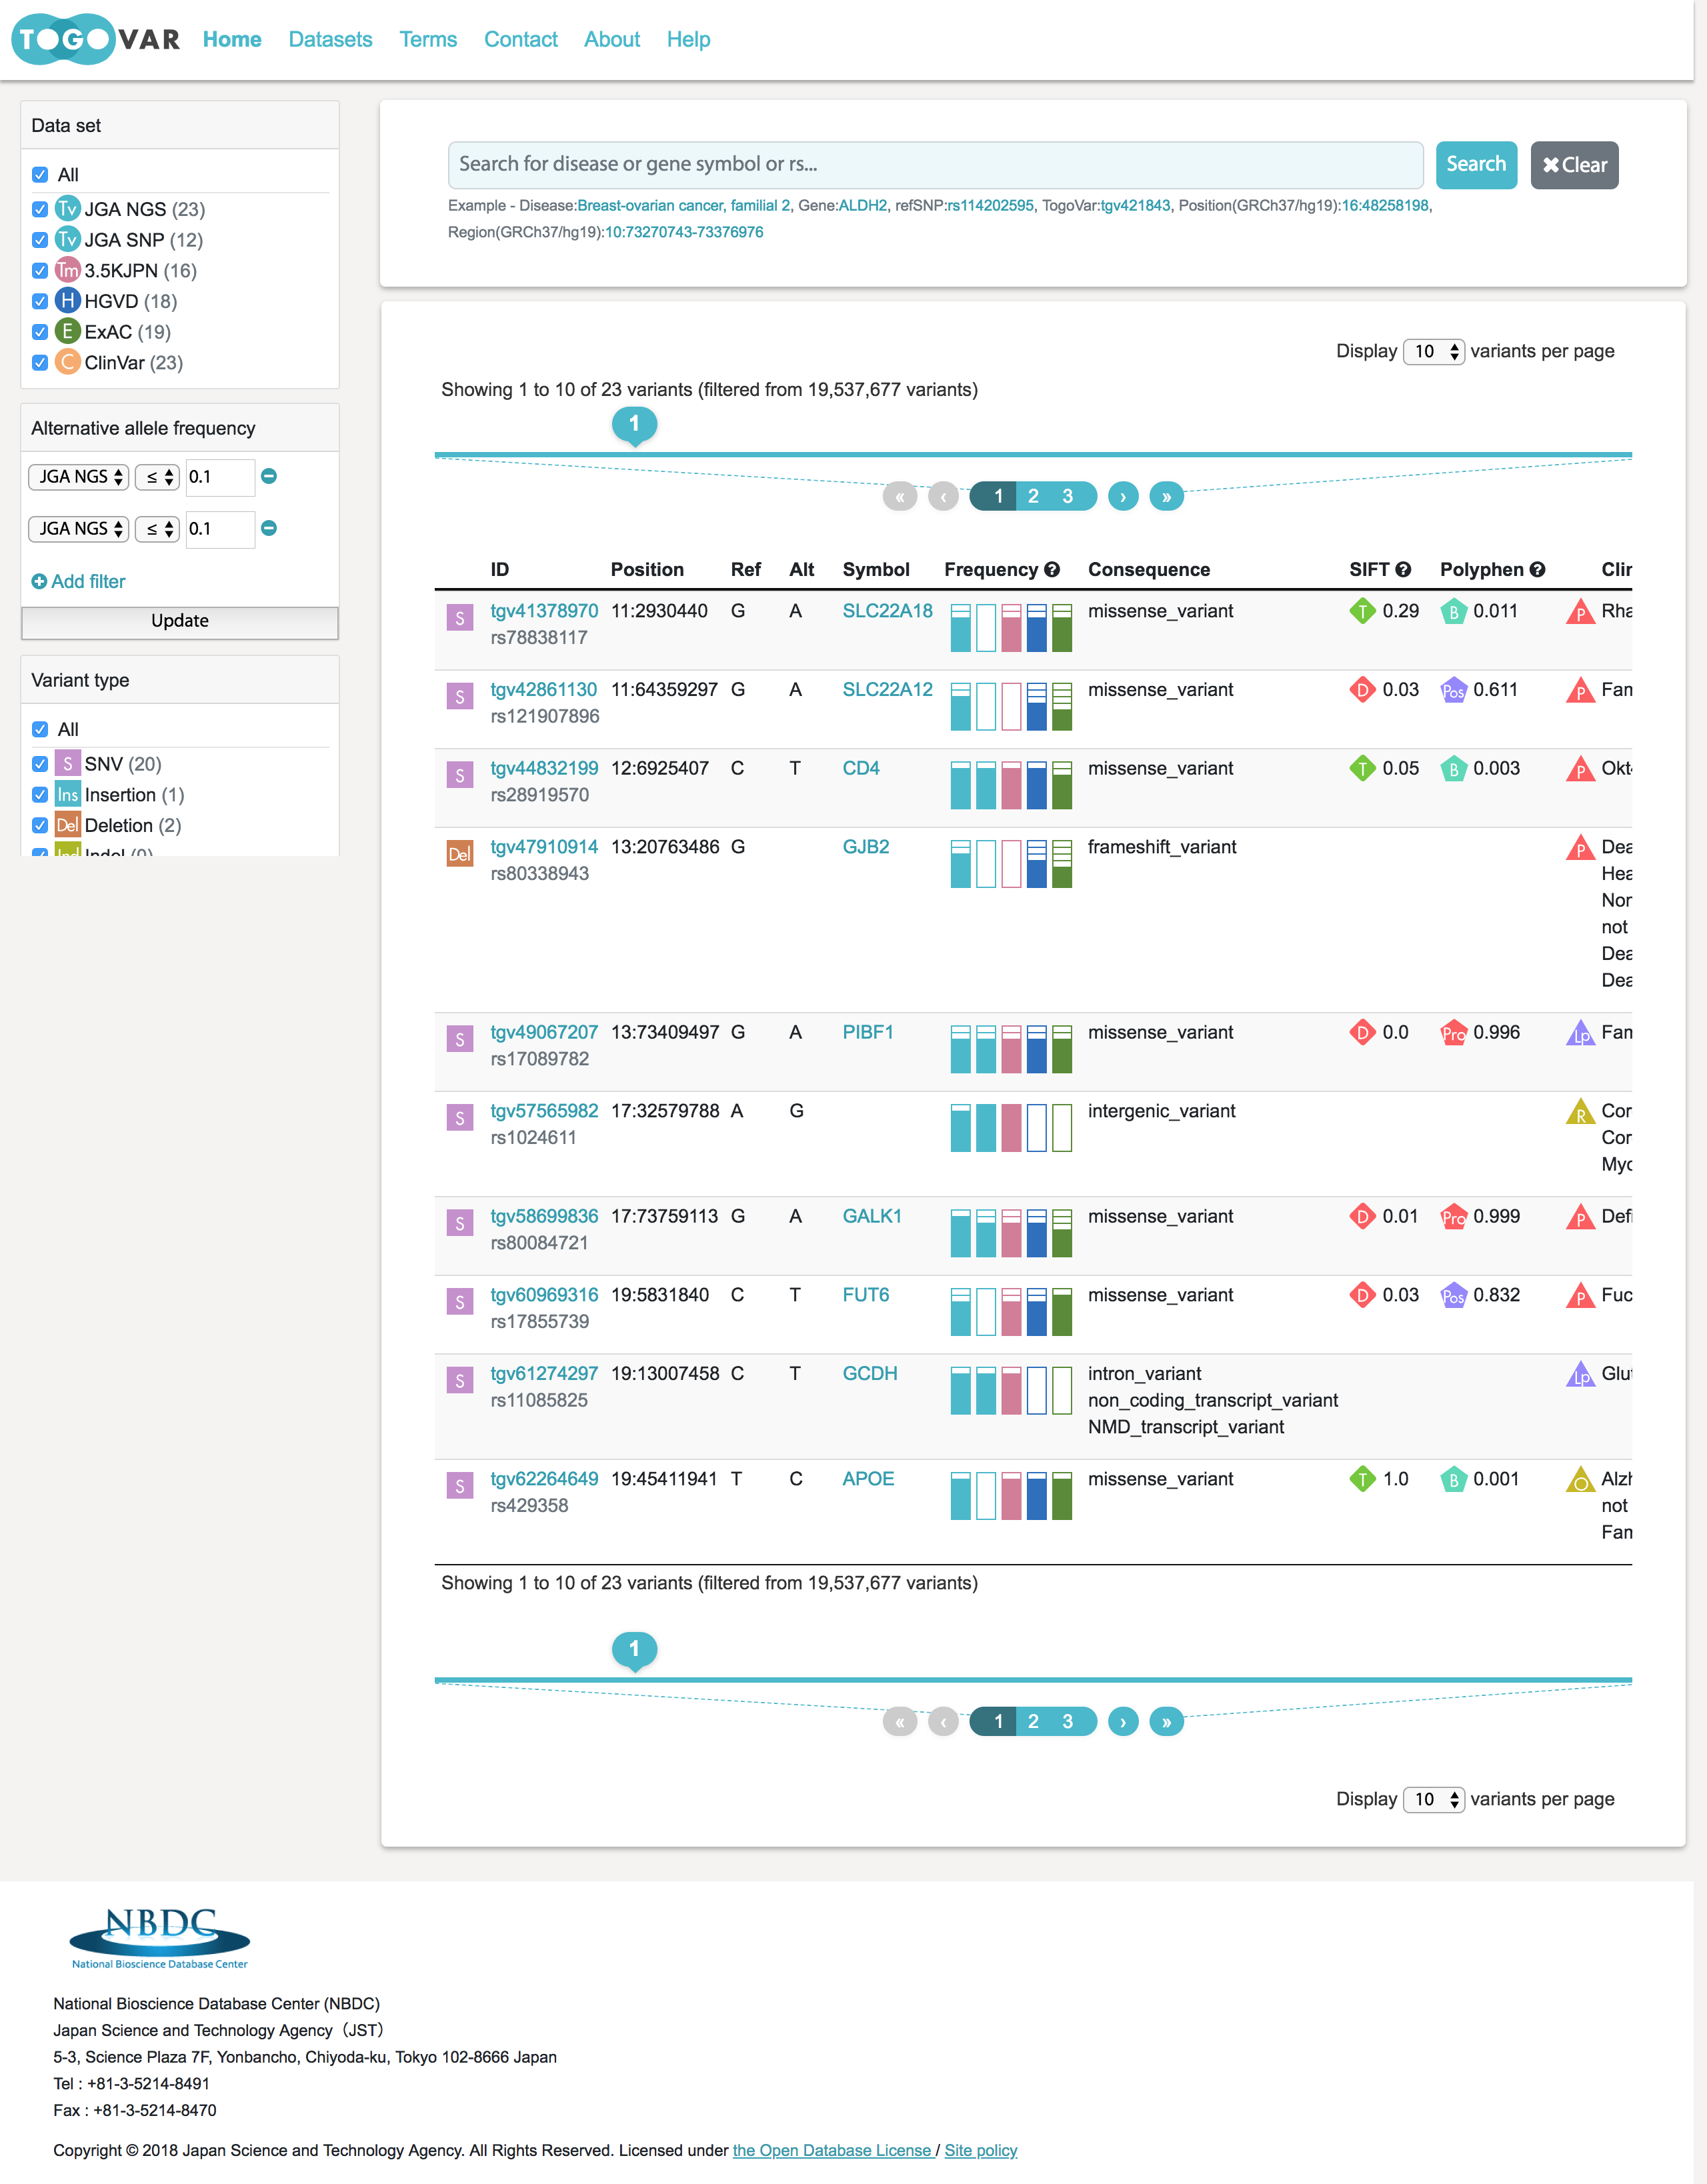 TOGOVAR Home Datasets Terms Contact About Help
Data set
All
Tv JGA NGS (23)
Tv JGA SNP (12)
Tm 3.5KJPN (16)
H HGVD (18)
E ExAC (19)
C ClinVar (23)
Alternative allele frequency
JGA NGS ≤ 0.1
JGA NGS ≤ 0.1
Add filter
Update
Variant type
All
S SNV (20)
Ins Insertion (1)
Del Deletion (2)
Search for disease or gene symbol or rs... Search Clear
Example - Disease:Breast-ovarian cancer, familial 2, Gene:ALDH2, refSNP:rs114202595, TogoVar:tgv421843, Position(GRCh37/hg19):16:48258198,
Region(GRCh37/hg19):10:73270743-73376976
Display 10 variants per page
Showing 1 to 10 of 23 variants (filtered from 19,537,677 variants)
1
« ‹ 1 2 3 › »
ID Position Ref Alt Symbol Frequency ? Consequence SIFT ? Polyphen ? Clir
S tgv41378970 11:2930440 G A SLC22A18 missense_variant T 0.29 B 0.011 P Rha
rs78838117
S tgv42861130 11:64359297 G A SLC22A12 missense_variant D 0.03 Pos 0.611 P Fam
rs121907896
S tgv44832199 12:6925407 C T CD4 missense_variant T 0.05 B 0.003 P Okt
rs28919570
Del tgv47910914 13:20763486 G GJB2 frameshift_variant P Dea
rs80338943 Hea
Nor
not
Dea
Dea
S tgv49067207 13:73409497 G A PIBF1 missense_variant D 0.0 Pro 0.996 Lp Fam
rs17089782
S tgv57565982 17:32579788 A G intergenic_variant R Cor
rs1024611 Cor
Myc
S tgv58699836 17:73759113 G A GALK1 missense_variant D 0.01 Pro 0.999 P Defi
rs80084721
S tgv60969316 19:5831840 C T FUT6 missense_variant D 0.03 Pos 0.832 P Fuc
rs17855739
S tgv61274297 19:13007458 C T GCDH intron_variant Lp Glu
rs11085825 non_coding_transcript_variant
NMD_transcript_variant
S tgv62264649 19:45411941 T C APOE missense_variant T 1.0 B 0.001 O Alzh
rs429358 not
Fam
Showing 1 to 10 of 23 variants (filtered from 19,537,677 variants)
1
« ‹ 1 2 3 › »
Display 10 variants per page
NBDC
National Bioscience Database Center
National Bioscience Database Center (NBDC)
Japan Science and Technology Agency（JST）
5-3, Science Plaza 7F, Yonbancho, Chiyoda-ku, Tokyo 102-8666 Japan
Tel : +81-3-5214-8491
Fax : +81-3-5214-8470
Copyright © 2018 Japan Science and Technology Agency. All Rights Reserved. Licensed under the Open Database License / Site policy